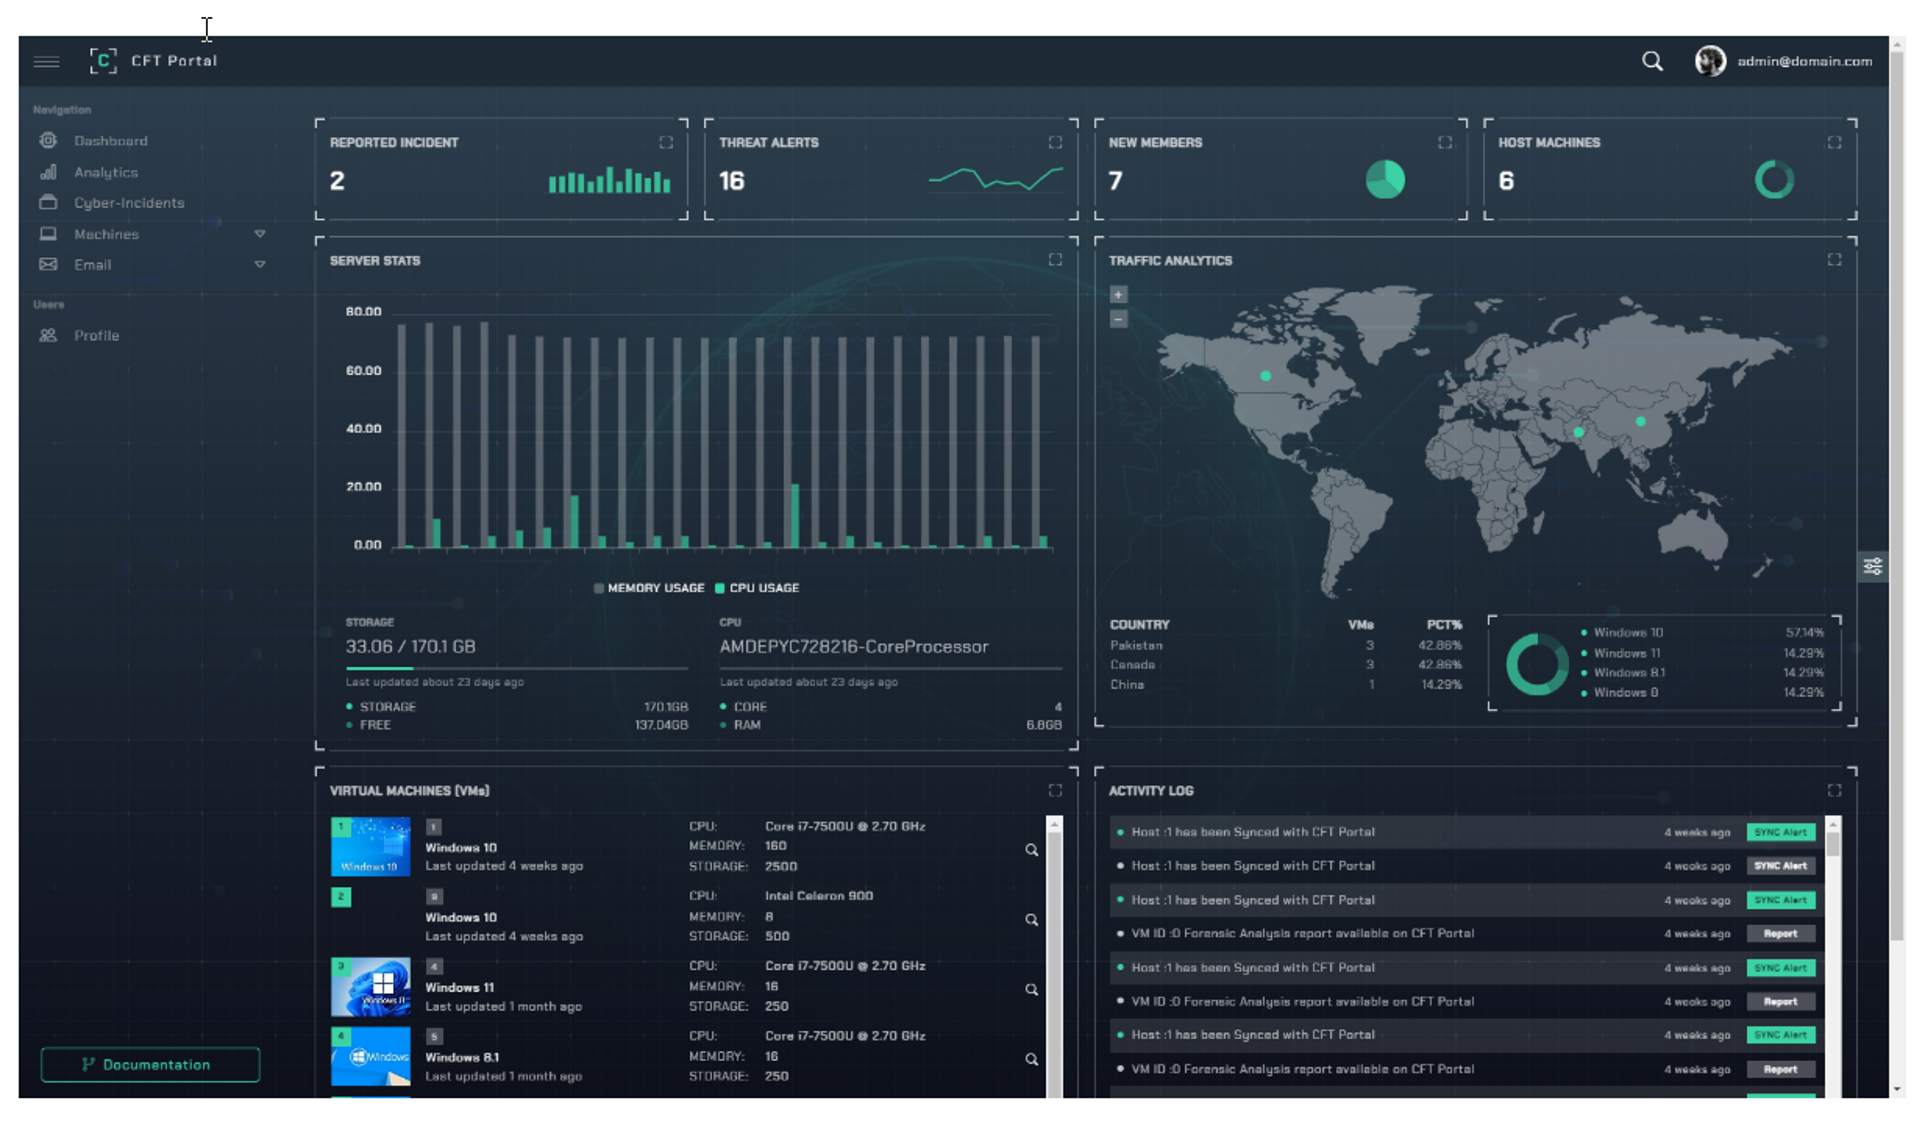 CFT Portal
admin@domain.com
Navigation
Dashboard
Analytics
Cyber-Incidents
Machines
Email
Users
Profile
Documentation
REPORTED INCIDENT
2
THREAT ALERTS
16
NEW MEMBERS
7
HOST MACHINES
6
SERVER STATS
80.00
60.00
40.00
20.00
0.00
MEMORY USAGE CPU USAGE
STORAGE
33.06 / 170.1 GB
Last updated about 23 days ago
STORAGE 170.1GB
FREE 137.04GB
CPU
AMDEPYC728216-CoreProcessor
Last updated about 23 days ago
CORE 4
RAM 6.8GB
TRAFFIC ANALYTICS
+
-
COUNTRY VMs PCT%
Pakistan 3 42.86%
Canada 3 42.86%
China 1 14.29%
Windows 10 57.14%
Windows 11 14.29%
Windows 8.1 14.29%
Windows 14.29%
VIRTUAL MACHINES (VMs)
1
Windows 10
1
Windows 10
Last updated 4 weeks ago
CPU: Core i7-7500U @ 2.70 GHz
MEMORY: 160
STORAGE: 2500
2
Windows 10
Last updated 4 weeks ago
CPU: Intel Celeron 900
MEMORY: 8
STORAGE: 500
3
Windows 11
4
Windows 11
Last updated 1 month ago
CPU: Core i7-7500U @ 2.70 GHz
MEMORY: 16
STORAGE: 250
4
Windows
5
Windows 8.1
Last updated 1 month ago
CPU: Core i7-7500U @ 2.70 GHz
MEMORY: 16
STORAGE: 250
ACTIVITY LOG
Host :1 has been Synced with CFT Portal 4 weeks ago SYNC Alert
Host :1 has been Synced with CFT Portal 4 weeks ago SYNC Alert
Host :1 has been Synced with CFT Portal 4 weeks ago SYNC Alert
VM ID :0 Forensic Analysis report available on CFT Portal 4 weeks ago Report
Host :1 has been Synced with CFT Portal 4 weeks ago SYNC Alert
VM ID :0 Forensic Analysis report available on CFT Portal 4 weeks ago Report
Host :1 has been Synced with CFT Portal 4 weeks ago SYNC Alert
VM ID :0 Forensic Analysis report available on CFT Portal 4 weeks ago Report